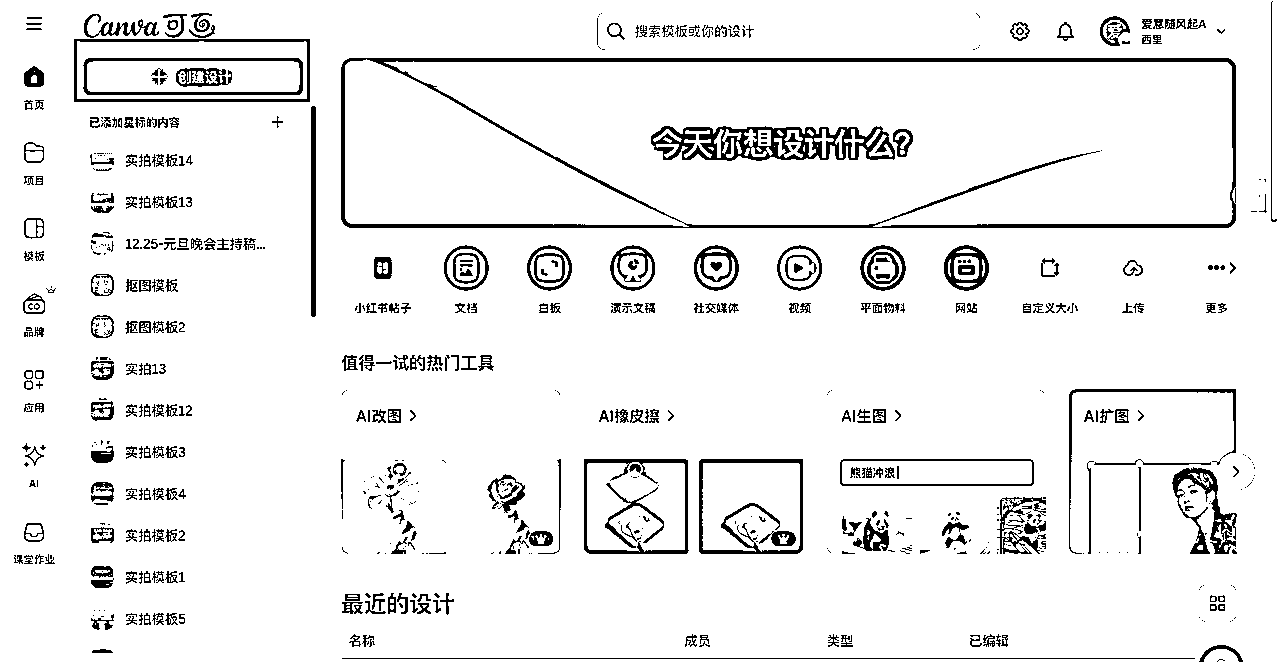 Canva 可画
搜索模板或你的设计
爱意随风起A
西里
创建设计
首页
项目
模板
品牌
应用
AI
课堂作业
已添加星标的内容
实拍模板14
实拍模板13
12.25-元旦晚会主持稿...
抠图模板
抠图模板2
实拍13
实拍模板12
实拍模板3
实拍模板4
实拍模板2
实拍模板1
实拍模板5
今天你想设计什么?
小红书帖子
文档
白板
演示文稿
社交媒体
视频
平面物料
网站
自定义大小
上传
更多
值得一试的热门工具
AI改图
AI橡皮擦
AI生图
AI扩图
熊猫冲浪
最近的设计
名称 成员 类型 已编辑